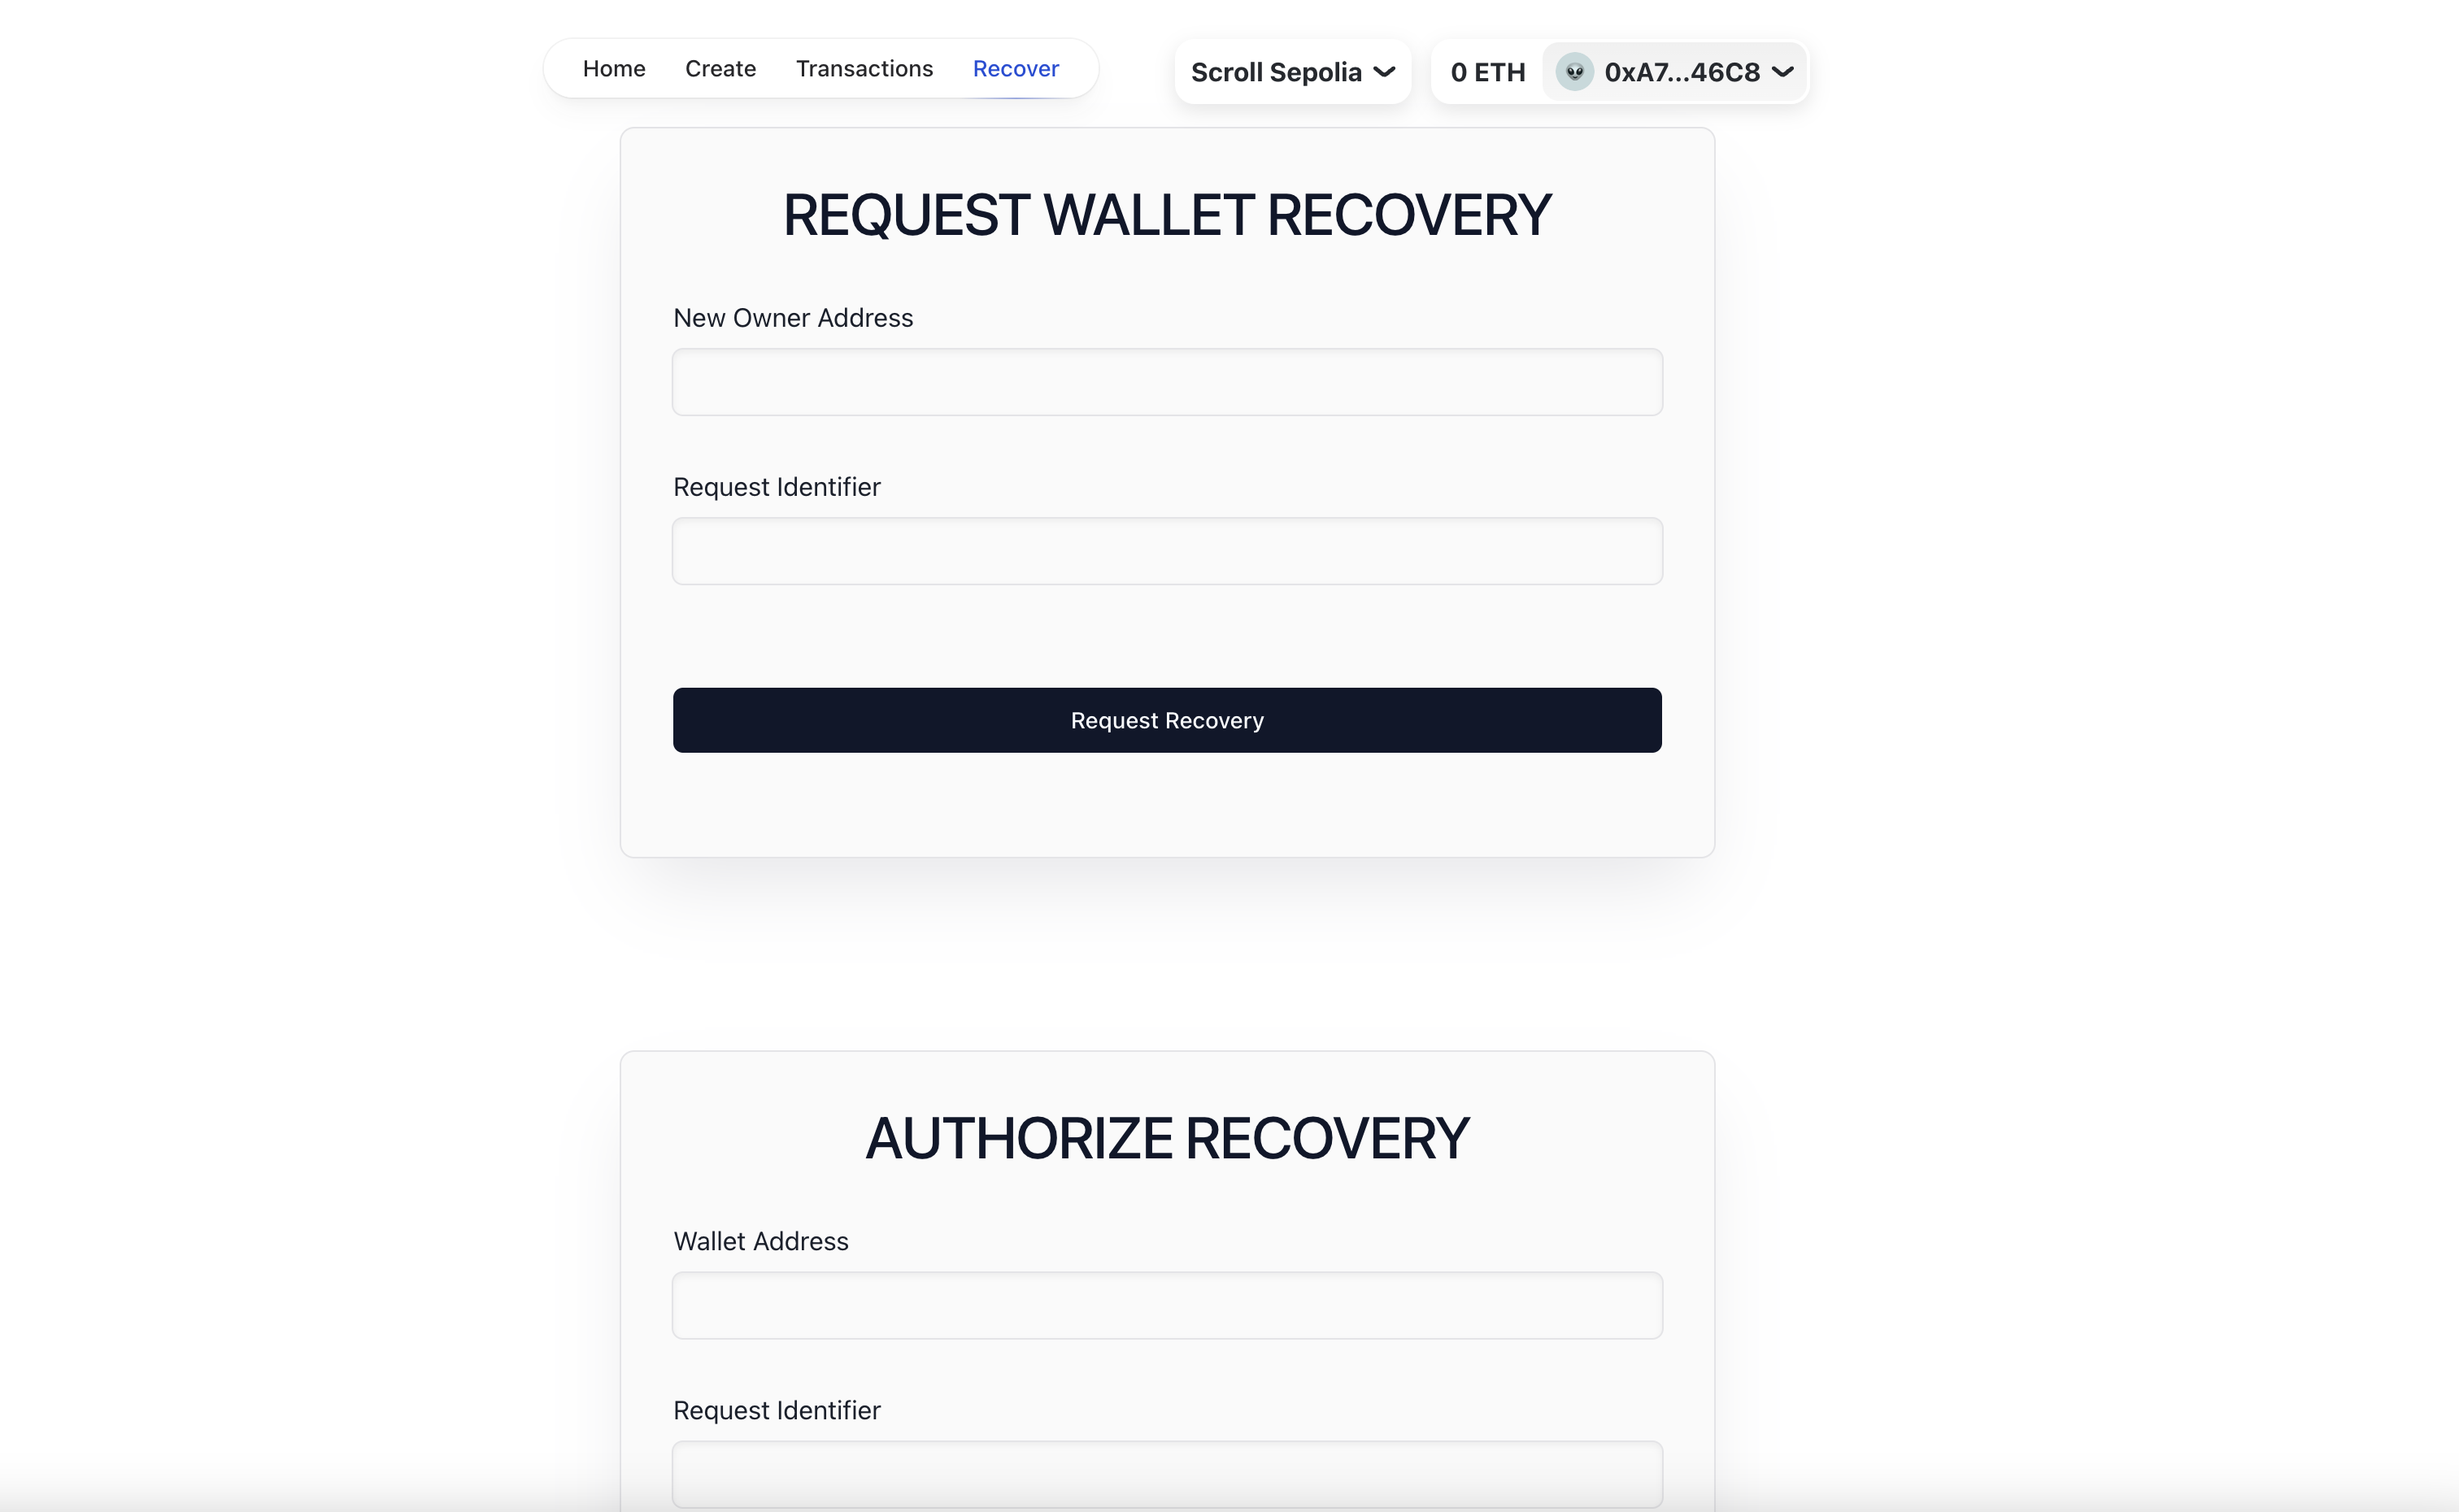 Home Create Transactions Recover Scroll Sepolia 0 ETH 0xA7...46C8
REQUEST WALLET RECOVERY
New Owner Address
Request Identifier
Request Recovery
AUTHORIZE RECOVERY
Wallet Address
Request Identifier